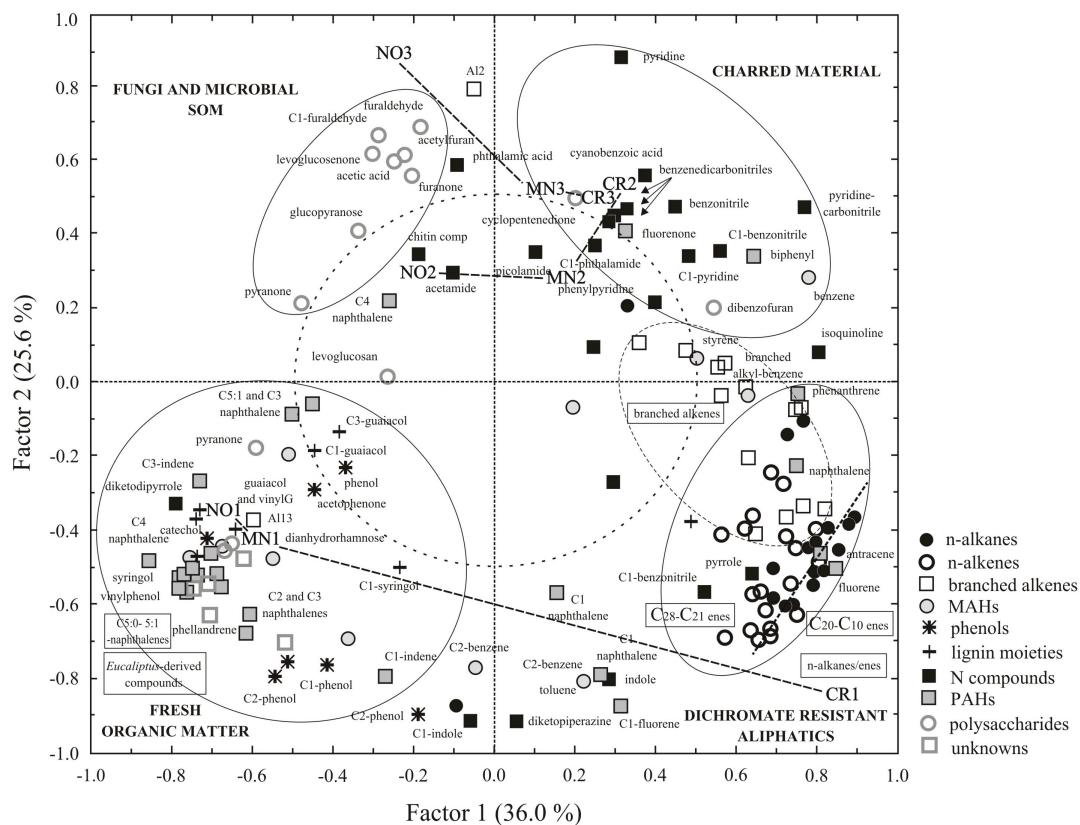 NO3
Al2
pyridine
CHARRED MATERIAL
FUNGI AND MICROBIAL
SOM
furaldehyde
C1-furaldehyde
acetylfuran
levoglucosenone
acetic acid
furanone
phthalamic acid
cyanobenzoic acid
benzenedicarbonitriles
MN3
CR2
CR3
benzonitrile
pyridine-
carbonitrile
glucopyranose
cyclopentenedione
fluorenone
C1-benzonitrile
biphenyl
chitin comp
NO2
acetamide
picolamide
MN2
C1-phthalamide
C1-pyridine
phenylpyridine
benzene
pyranone
C4
naphthalene
dibenzofuran
isoquinoline
styrene
branched
alkyl-benzene
levoglucosan
phenanthrene
branched alkenes
C5:1 and C3
naphthalene
C3-guaiacol
pyranone
C1-guaiacol
phenol
acetophenone
C3-indene
guaiacol
and vinylG
diketodipyrrole
NO1
Al13
MN1
dianhydrorhamnose
C4
naphthalene
catechol
naphthalene
antracene
fluorene
pyrrole
C1-benzonitrile
syringol
vinylphenol
C1-syringol
C1
naphthalene
C2 and C3
naphthalenes
C28-C21 enes
C20-C10 enes
n-alkanes/enes
C5:0- 5:1
-naphthalenes
phellandrene
Eucaliptus-derived
compounds
C1-indene
C2-benzene
C2-benzene
toluene
C1
naphthalene
indole
C1-phenol
C2-phenol
C2-phenol
C1-indole
diketopiperazine
C1-fluorene
CR1
FRESH
ORGANIC MATTER
DICHROMATE RESISTANT
ALIPHATICS
1.0
0.8
0.6
0.4
0.2
0.0
-0.2
-0.4
-0.6
-0.8
-1.0
Factor 2 (25.6 %)
-1.0 -0.8 -0.6 -0.4 -0.2 0.0 0.2 0.4 0.6 0.8 1.0
Factor 1 (36.0 %)
n-alkanes
n-alkenes
branched alkenes
MAHs
phenols
lignin moieties
N compounds
PAHs
polysaccharides
unknowns